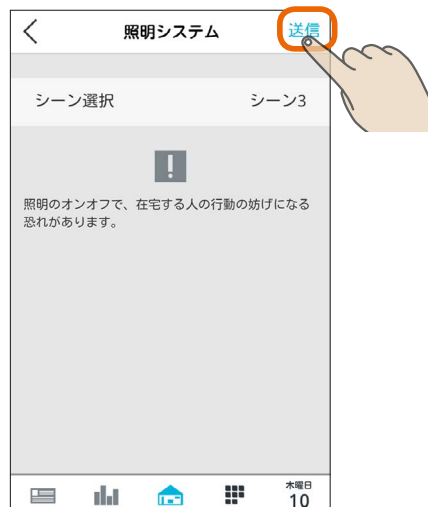 照明システム 送信
シーン選択 シーン3
照明のオンオフで、在宅する人の行動の妨げになる
恐れがあります。
木曜日
10